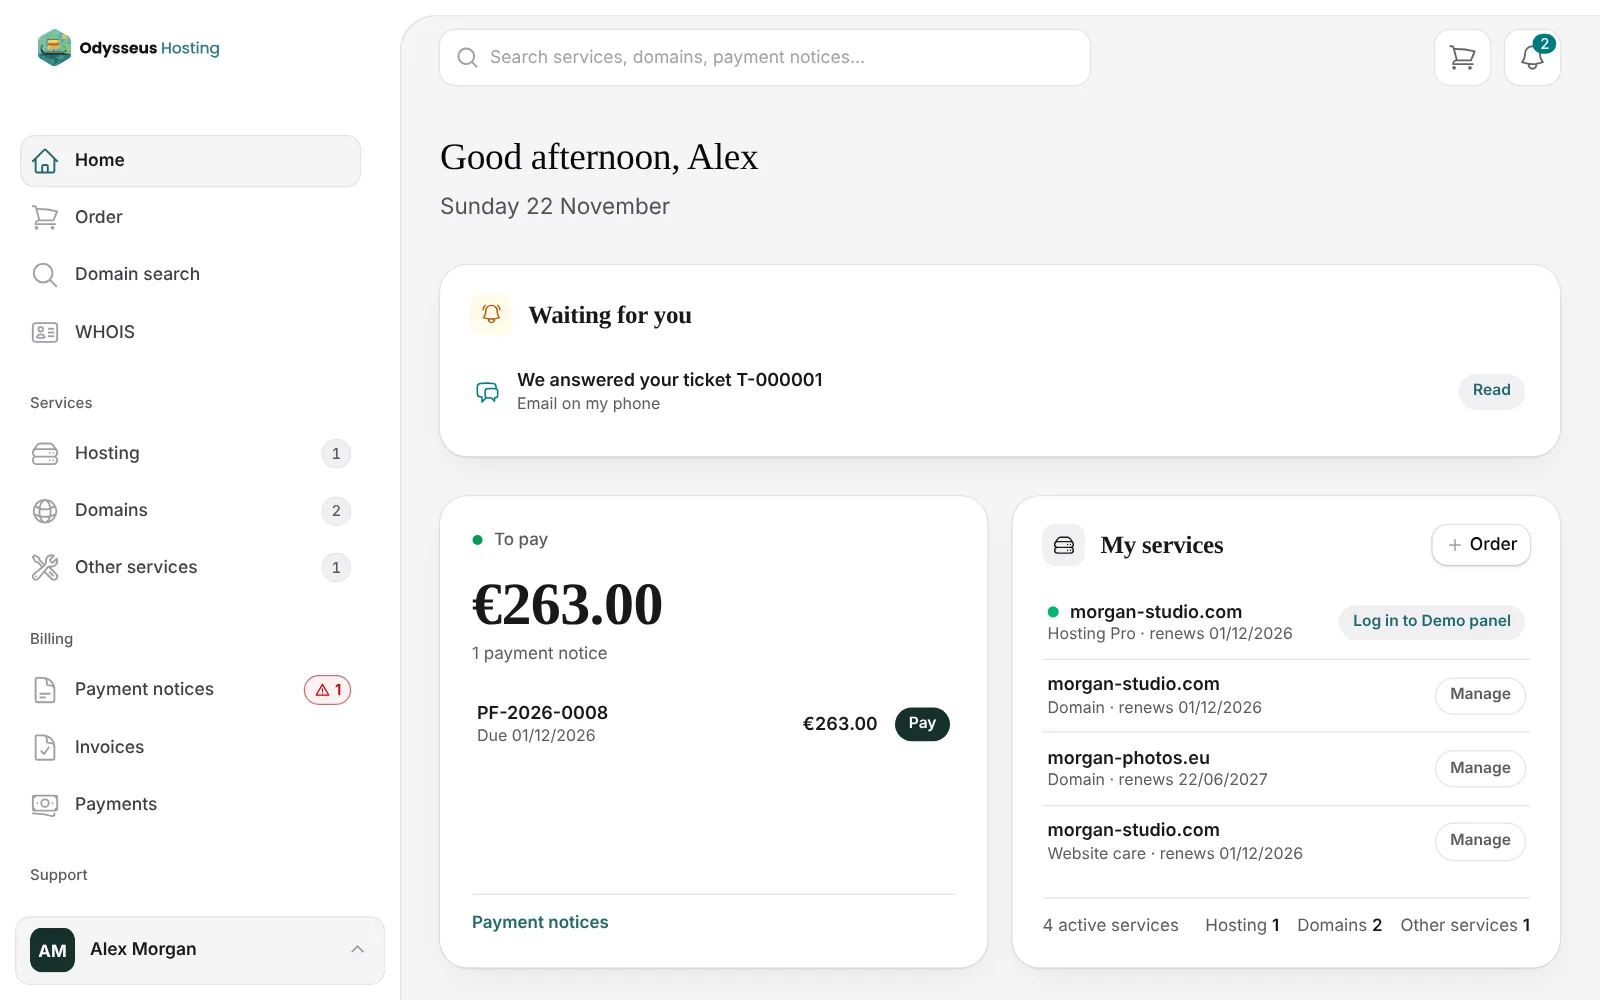 Odysseus Hosting
Home
Order
Domain search
WHOIS
Services
Hosting 1
Domains 2
Other services 1
Billing
Payment notices 1
Invoices
Payments
Support
AM Alex Morgan
Search services, domains, payment notices...
2
Good afternoon, Alex
Sunday 22 November
Waiting for you
We answered your ticket T-000001
Email on my phone
Read
To pay
€263.00
1 payment notice
PF-2026-0008
Due 01/12/2026
€263.00 Pay
Payment notices
My services
+ Order
morgan-studio.com
Hosting Pro · renews 01/12/2026
Log in to Demo panel
morgan-studio.com
Domain · renews 01/12/2026
Manage
morgan-photos.eu
Domain · renews 22/06/2027
Manage
morgan-studio.com
Website care · renews 01/12/2026
Manage
4 active services Hosting 1 Domains 2 Other services 1